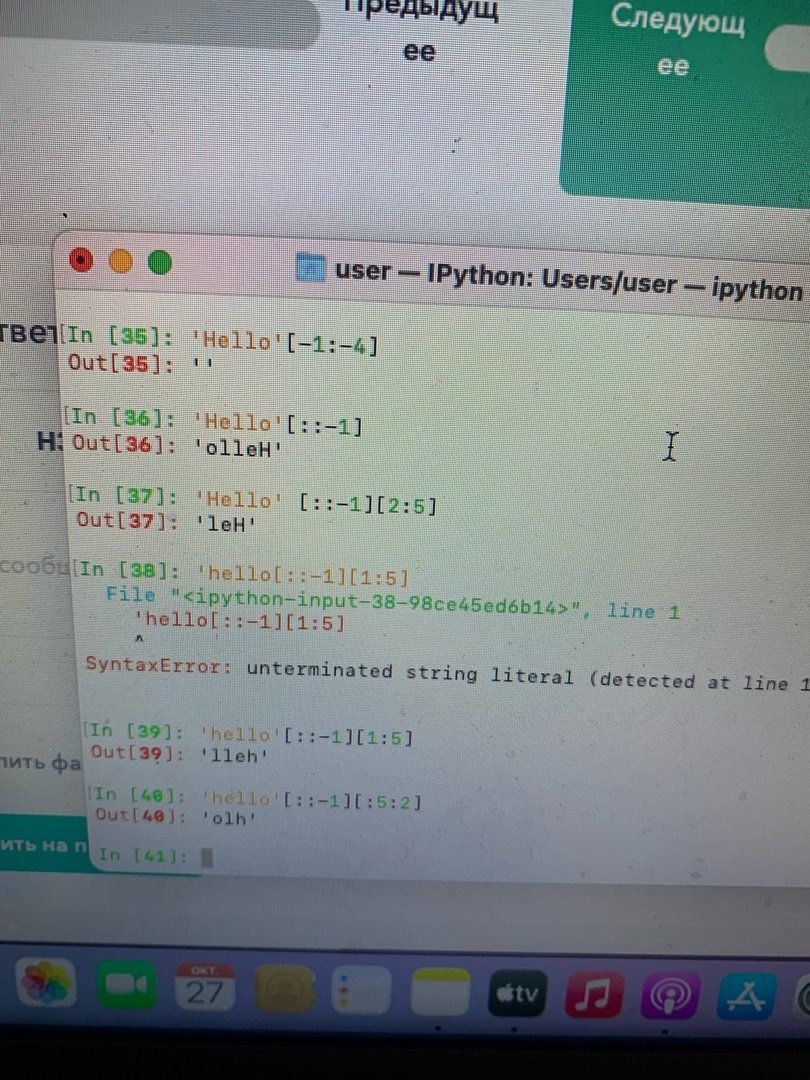 Предыдущ
ее
Следующ
ее
user — IPython: Users/user — ipython
твет
[In [35]: 'Hello'[-1:-4]
Out[35]: ''
[In [36]: 'Hello'[::-1]
Out[36]: 'olleH'
[In [37]: 'Hello' [::-1][2:5]
Out[37]: 'leH'
сообщ
[In [38]: 'hello[::-1][1:5]
File "<ipython-input-38-98ce45ed6b14>", line 1
'hello[::-1][1:5]
^
SyntaxError: unterminated string literal (detected at line 1
[In [39]: 'hello'[::-1][1:5]
Out[39]: 'lleh'
пить фа
[In [40]: 'hello'[::-1][:5:2]
Out[40]: 'olh'
ить на п
In [41]:
ОКТ.
27
tv